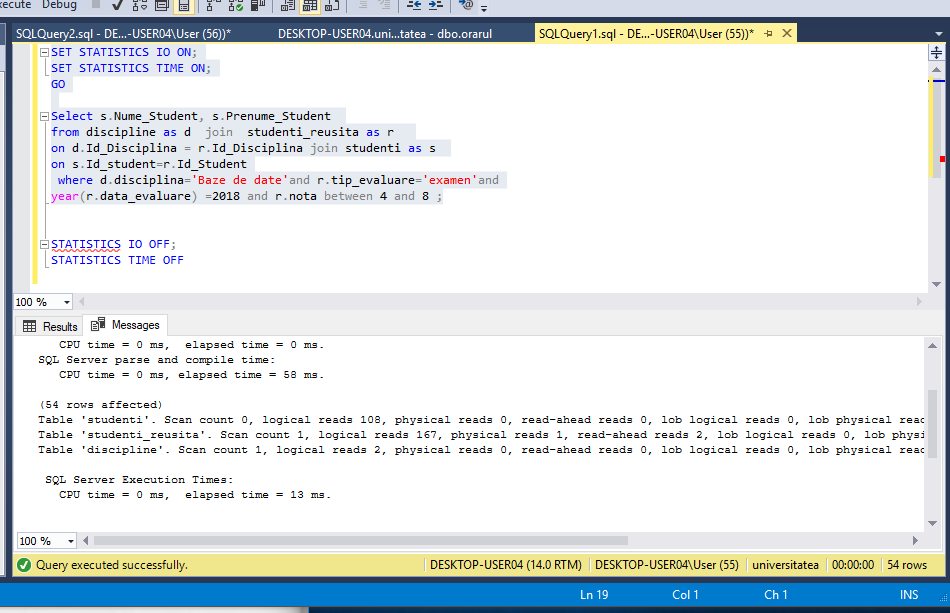 xecute Debug
SQLQuery2.sql - DE...-USER04\User (56))* DESKTOP-USER04.uni...tatea - dbo.orarul SQLQuery1.sql - DE...-USER04\User (55))*
SET STATISTICS IO ON;
SET STATISTICS TIME ON;
GO
Select s.Nume_Student, s.Prenume_Student
from discipline as d join studenti_reusita as r
on d.Id_Disciplina = r.Id_Disciplina join studenti as s
on s.Id_student=r.Id_Student
where d.disciplina='Baze de date'and r.tip_evaluare='examen'and
year(r.data_evaluare) =2018 and r.nota between 4 and 8 ;
STATISTICS IO OFF;
STATISTICS TIME OFF
100 %
Results Messages
CPU time = 0 ms, elapsed time = 0 ms.
SQL Server parse and compile time:
CPU time = 0 ms, elapsed time = 58 ms.
(54 rows affected)
Table 'studenti'. Scan count 0, logical reads 108, physical reads 0, read-ahead reads 0, lob logical reads 0, lob physical read
Table 'studenti_reusita'. Scan count 1, logical reads 167, physical reads 1, read-ahead reads 2, lob logical reads 0, lob physi
Table 'discipline'. Scan count 1, logical reads 2, physical reads 0, read-ahead reads 0, lob logical reads 0, lob physical read
SQL Server Execution Times:
CPU time = 0 ms, elapsed time = 13 ms.
100 %
Query executed successfully. DESKTOP-USER04 (14.0 RTM) DESKTOP-USER04\User (55) universitatea 00:00:00 54 rows
Ln 19 Col 1 Ch 1 INS